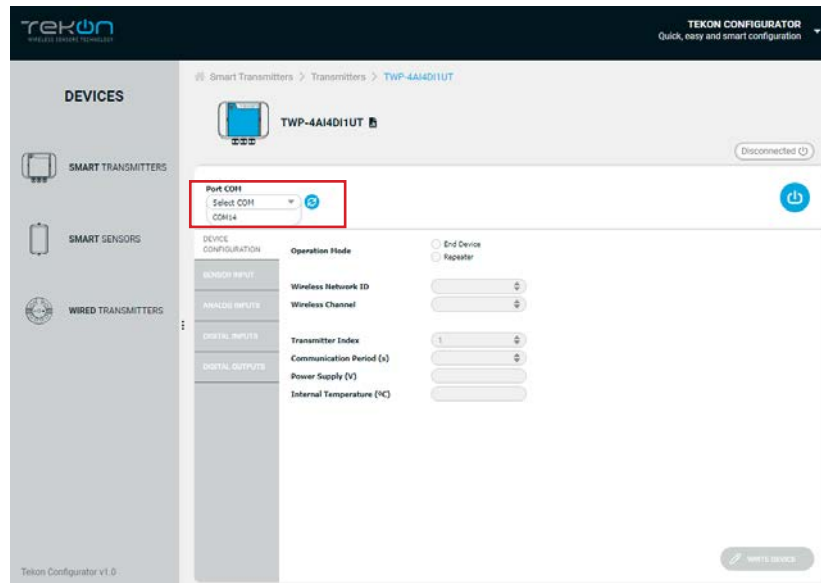 TEKON
WIRELESS SENSORS TECHNOLOGY
TEKON CONFIGURATOR
Quick, easy and smart configuration
DEVICES
SMART TRANSMITTERS
SMART SENSORS
WIRED TRANSMITTERS
Tekon Configurator v1.0
Smart Transmitters > Transmitters > TWP-4AI4DI1UT
TWP-4AI4DI1UT
Disconnected
Port COM
Select COM
COM14
DEVICE
CONFIGURATION
SENSOR INPUT
ANALOG INPUTS
DIGITAL INPUTS
DIGITAL OUTPUTS
Operation Mode
End Device
Repeater
Wireless Network ID
Wireless Channel
Transmitter Index
1
Communication Period (s)
Power Supply (V)
Internal Temperature (ºC)
WRITE DEVICE